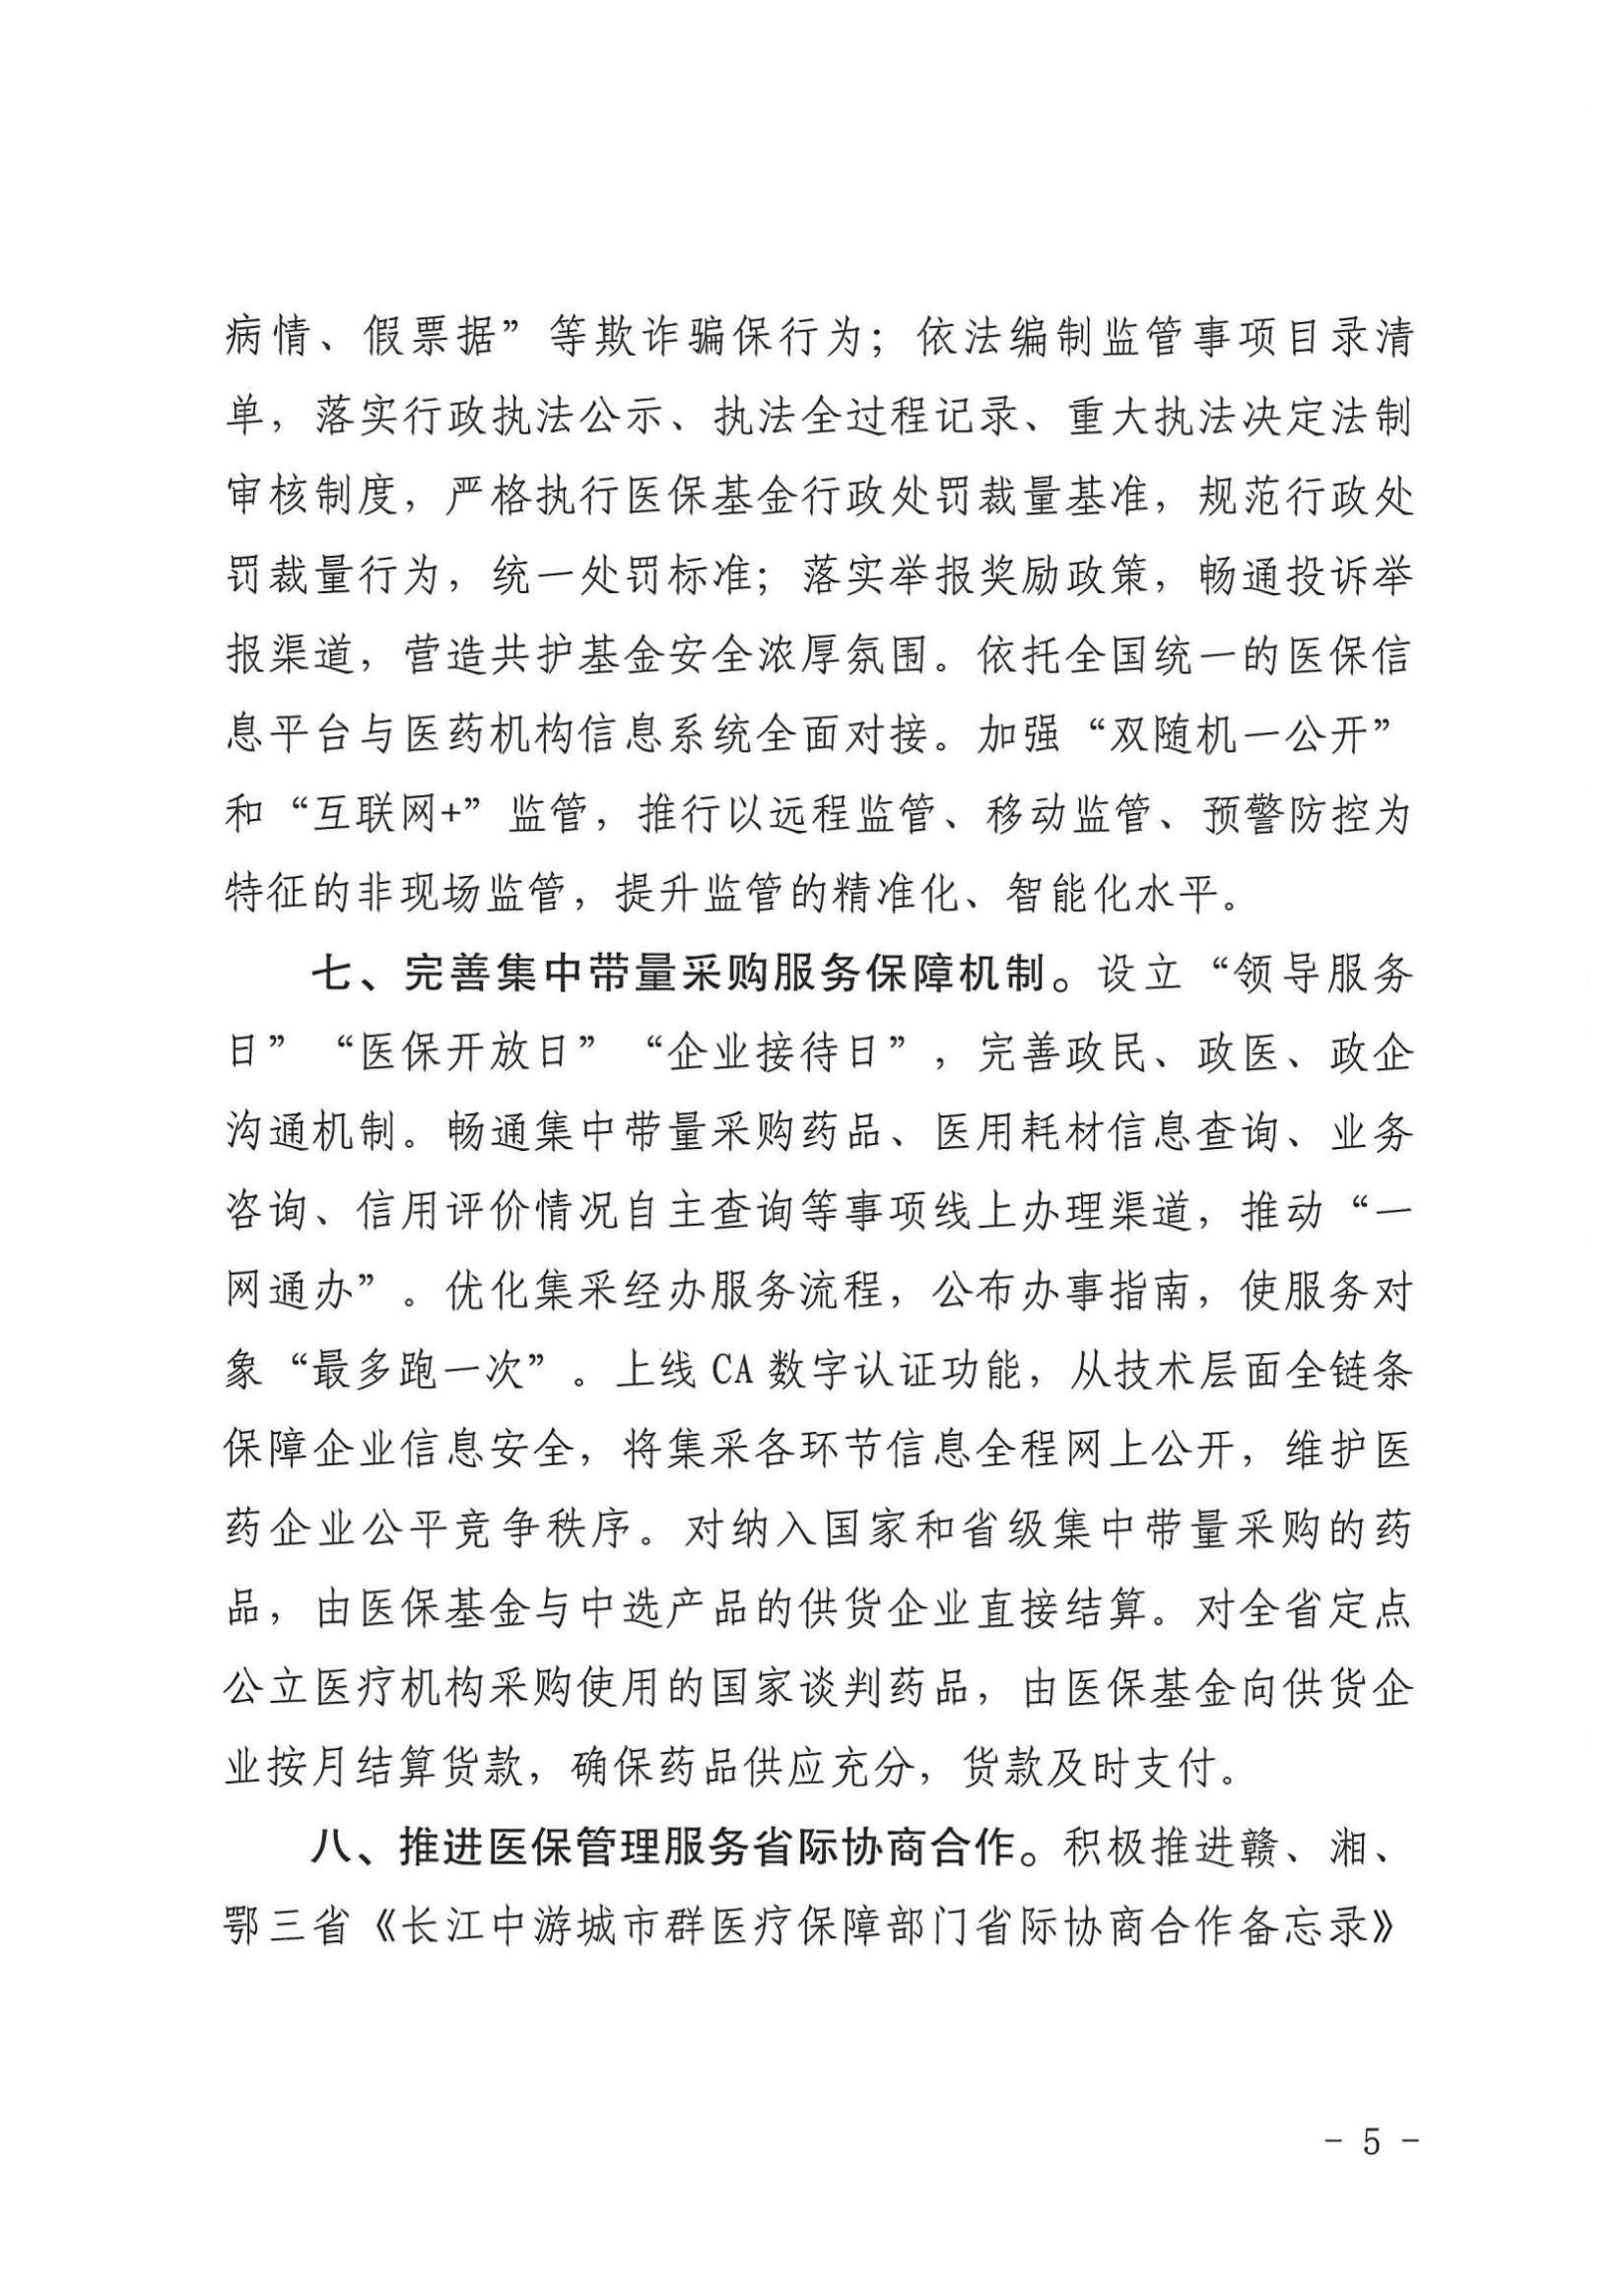 病情、假票据”等欺诈骗保行为；依法编制监管事项目录清
单，落实行政执法公示、执法全过程记录、重大执法决定法制
审核制度，严格执行医保基金行政处罚裁量基准，规范行政处
罚裁量行为，统一处罚标准；落实举报奖励政策，畅通投诉举
报渠道，营造共护基金安全浓厚氛围。依托全国统一的医保信
息平台与医药机构信息系统全面对接。加强“双随机一公开”
和“互联网+”监管，推行以远程监管、移动监管、预警防控为
特征的非现场监管，提升监管的精准化、智能化水平。
七、完善集中带量采购服务保障机制。设立“领导服务
日”“医保开放日”“企业接待日”，完善政民、政医、政企
沟通机制。畅通集中带量采购药品、医用耗材信息查询、业务
咨询、信用评价情况自主查询等事项线上办理渠道，推动“一
网通办”。优化集采经办服务流程，公布办事指南，使服务对
象“最多跑一次”。上线 CA 数字认证功能，从技术层面全链条
保障企业信息安全，将集采各环节信息全程网上公开，维护医
药企业公平竞争秩序。对纳入国家和省级集中带量采购的药
品，由医保基金与中选产品的供货企业直接结算。对全省定点
公立医疗机构采购使用的国家谈判药品，由医保基金向供货企
业按月结算货款，确保药品供应充分，货款及时支付。
八、推进医保管理服务省际协商合作。积极推进赣、湘、
鄂三省《长江中游城市群医疗保障部门省际协商合作备忘录》
- 5 -